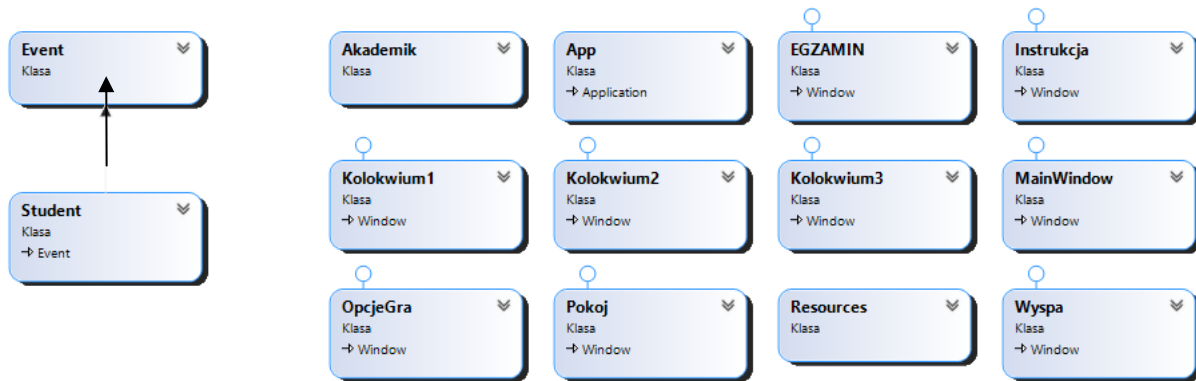 Event
Klasa
Student
Klasa
Event
Akademik
Klasa
App
Klasa
Application
EGZAMIN
Klasa
Window
Instrukcja
Klasa
Window
Kolokwium1
Klasa
Window
Kolokwium2
Klasa
Window
Kolokwium3
Klasa
Window
MainWindow
Klasa
Window
OpcjeGra
Klasa
Window
Pokoj
Klasa
Window
Resources
Klasa
Wyspa
Klasa
Window